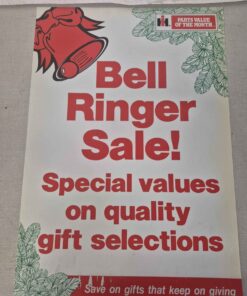 IH PARTS VALUE
OF THE MONTH
Bell
Ringer
Sale!
Special values
on quality
gift selections
Save on gifts that keep on giving